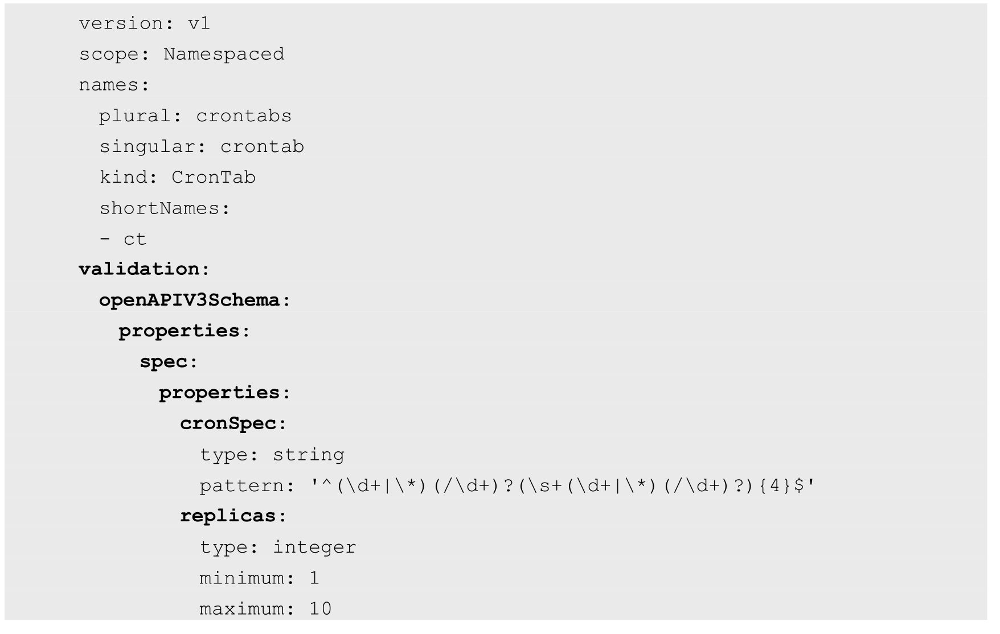 version: v1
scope: Namespaced
names:
  plural: crontabs
  singular: crontab
  kind: CronTab
  shortNames:
  - ct
validation:
  openAPIV3Schema:
    properties:
      spec:
        properties:
          cronSpec:
            type: string
            pattern: '^(\d+|\*)(/\d+)?(\s+(\d+|\*)(/\d+)?){4}$'
          replicas:
            type: integer
            minimum: 1
            maximum: 10